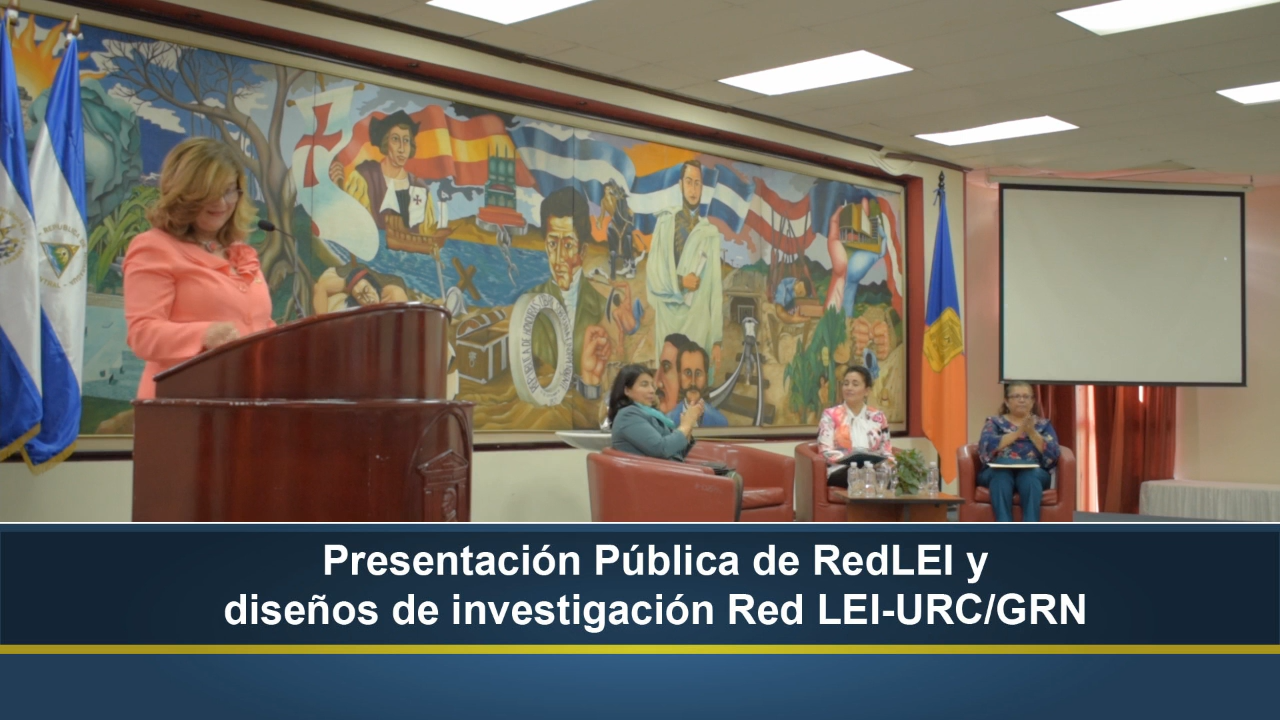 Presentación Pública de RedLEI y
diseños de investigación Red LEI-URC/GRN